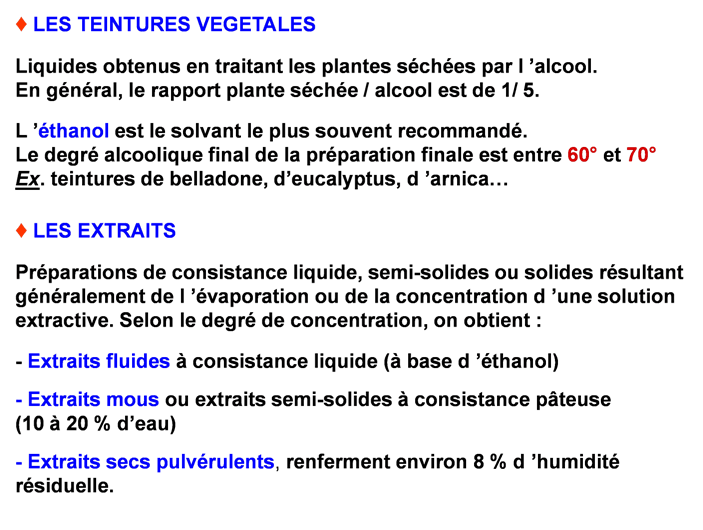 ♦ LES TEINTURES VEGETALES
Liquides obtenus en traitant les plantes séchées par l ’alcool.
En général, le rapport plante séchée / alcool est de 1/ 5.
L ’éthanol est le solvant le plus souvent recommandé.
Le degré alcoolique final de la préparation finale est entre 60° et 70°
Ex. teintures de belladone, d’eucalyptus, d ’arnica…
♦ LES EXTRAITS
Préparations de consistance liquide, semi-solides ou solides résultant
généralement de l ’évaporation ou de la concentration d ’une solution
extractive. Selon le degré de concentration, on obtient :
- Extraits fluides à consistance liquide (à base d ’éthanol)
- Extraits mous ou extraits semi-solides à consistance pâteuse
(10 à 20 % d’eau)
- Extraits secs pulvérulents, renferment environ 8 % d ’humidité
résiduelle.